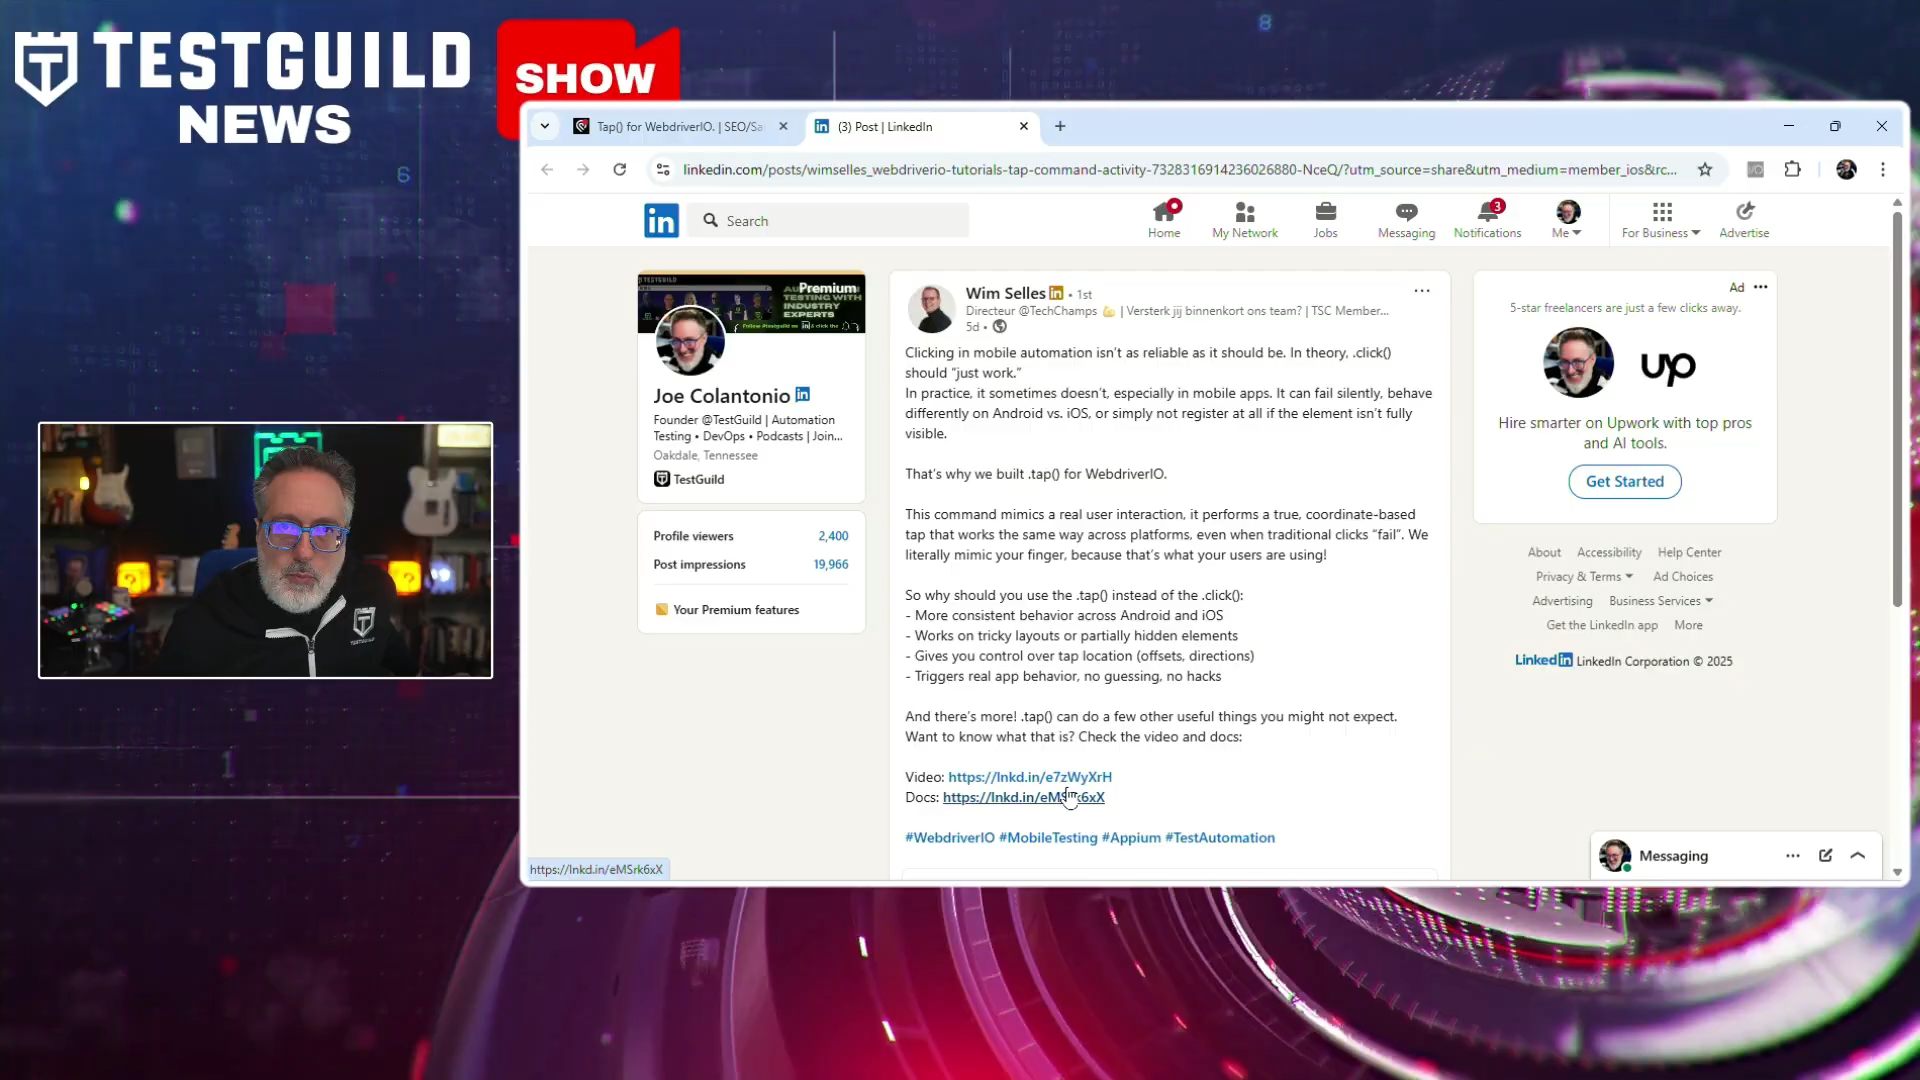 TESTGUILD
NEWS
SHOW
Tap() for WebdriverIO. | SEO/Sa
(3) Post | LinkedIn
linkedin.com/posts/wimselles_webdriverio-tutorials-tap-command-activity-7328316914236026880-NceQ/?utm_source=share&utm_medium=member_ios&rc...
Search
Home
My Network
Jobs
Messaging
3
Notifications
Me
For Business
Advertise
Premium
TESTING WITH
INDUSTRY
EXPERTS
Joe Colantonio
Founder @TestGuild | Automation
Testing • DevOps • Podcasts | Join...
Oakdale, Tennessee
TestGuild
Profile viewers 2,400
Post impressions 19,966
Your Premium features
Wim Selles • 1st
Directeur @TechChamps 💪 | Versterk jij binnenkort ons team? | TSC Member...
5d •
Clicking in mobile automation isn't as reliable as it should be. In theory, .click()
should "just work."
In practice, it sometimes doesn't, especially in mobile apps. It can fail silently, behave
differently on Android vs. iOS, or simply not register at all if the element isn't fully
visible.
That's why we built .tap() for WebdriverIO.
This command mimics a real user interaction, it performs a true, coordinate-based
tap that works the same way across platforms, even when traditional clicks "fail". We
literally mimic your finger, because that's what your users are using!
So why should you use the .tap() instead of the .click():
- More consistent behavior across Android and iOS
- Works on tricky layouts or partially hidden elements
- Gives you control over tap location (offsets, directions)
- Triggers real app behavior, no guessing, no hacks
And there's more! .tap() can do a few other useful things you might not expect.
Want to know what that is? Check the video and docs:
Video: https://lnkd.in/e7zWyXrH
Docs: https://lnkd.in/eMSrk6xX
#WebdriverIO #MobileTesting #Appium #TestAutomation
Ad
5-star freelancers are just a few clicks away.
up
Hire smarter on Upwork with top pros
and AI tools.
Get Started
About Accessibility Help Center
Privacy & Terms Ad Choices
Advertising Business Services
Get the LinkedIn app More
LinkedIn LinkedIn Corporation © 2025
Messaging
https://lnkd.in/eMSrk6xX
TESTGUILD
6
8
1